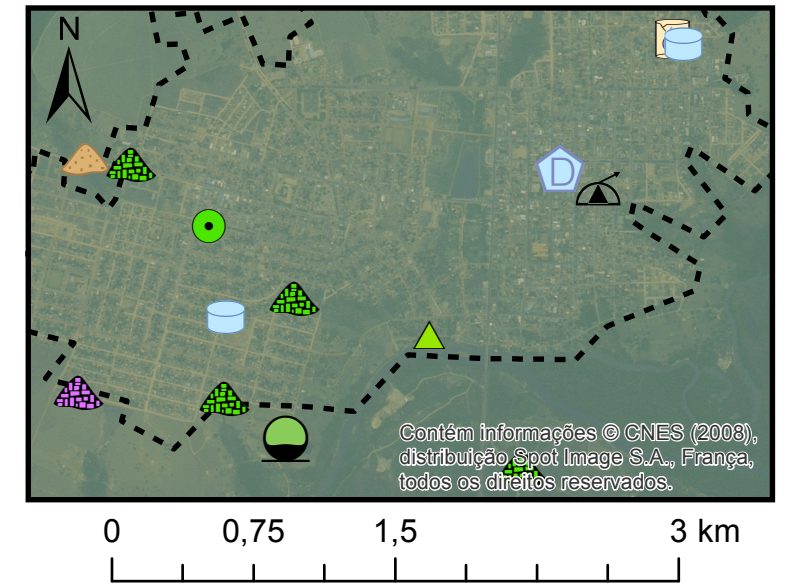 N
D
Contém informações © CNES (2008),
distribuição Spot Image S.A., França,
todos os direitos reservados.
0 0,75 1,5 3 km